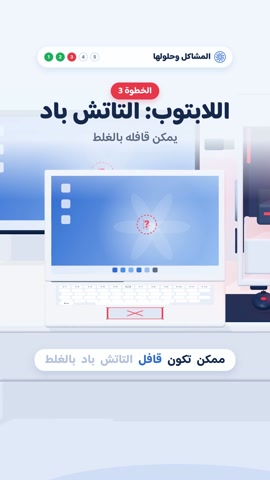 المشاكل وحلولها
1 2 3 4 5
الخطوة 3
اللابتوب: التاتش باد
يمكن قافله بالغلط
?
ممكن تكون قافل التاتش باد بالغلط